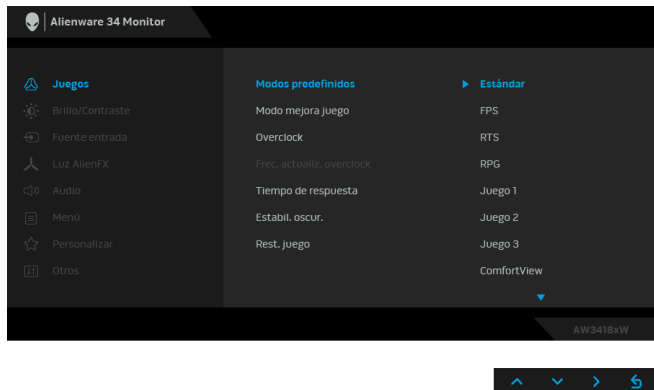 Alienware 34 Monitor
Juegos
Modos predefinidos
Estándar
Brillo/Contraste
Modo mejora juego
FPS
Fuente entrada
Overclock
RTS
Luz AlienFX
Frec. actualiz. overclock
RPG
Audio
Tiempo de respuesta
Juego 1
Menú
Estabil. oscur.
Juego 2
Personalizar
Rest. juego
Juego 3
Otros
ComfortView
AW3418xW